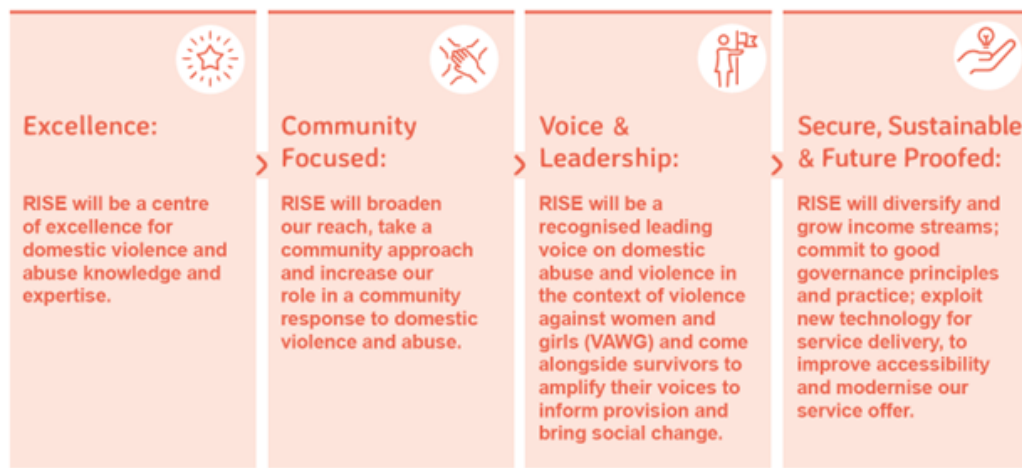 Excellence:
RISE will be a centre
of excellence for
domestic violence and
abuse knowledge and
expertise.
Community
Focused:
RISE will broaden
our reach, take a
community approach
and increase our
role in a community
response to domestic
violence and abuse.
Voice &
Leadership:
RISE will be a
recognised leading
voice on domestic
abuse and violence in
the context of violence
against women and
girls (VAWG) and come
alongside survivors to
amplify their voices to
inform provision and
bring social change.
Secure, Sustainable
& Future Proofed:
RISE will diversify and
grow income streams;
commit to good
governance principles
and practice; exploit
new technology for
service delivery, to
improve accessibility
and modernise our
service offer.